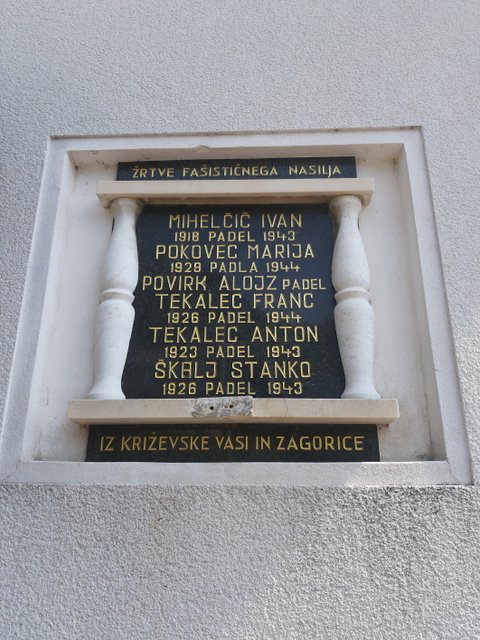 ŽRTVE FAŠISTIČNEGA NASILJA
MIHELČIČ IVAN
1918 PADEL 1943
POKOVEC MARIJA
1929 PADLA 1944
POVIRK ALOJZ PADEL
TEKALEC FRANC
1926 PADEL 1944
TEKALEC ANTON
1923 PADEL 1943
ŠKRLJ STANKO
1926 PADEL 1943
IZ KRIŽEVSKE VASI IN ZAGORICE